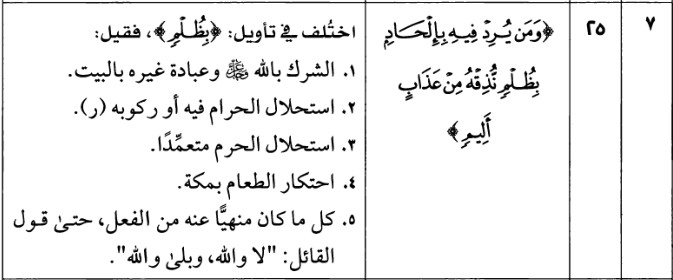 ٧
٢٥
﴿وَمَن يُرِدْ فِيهِ بِإِلْحَادٍ
بِظُلْمٍ نُّذِقْهُ مِنْ عَذَابٍ
أَلِيمٍ﴾
اختُلف في تأويل: ﴿بِظُلْمٍ﴾، فقيل:
١. الشرك بالله ﷻ وعبادة غيره بالبيت.
٢. استحلال الحرام فيه أو ركوبه (ر).
٣. استحلال الحرم متعمِّدًا.
٤. احتكار الطعام بمكة.
٥. كل ما كان منهيًّا عنه من الفعل، حتىٰ قول
القائل: "لا والله، وبلىٰ والله".